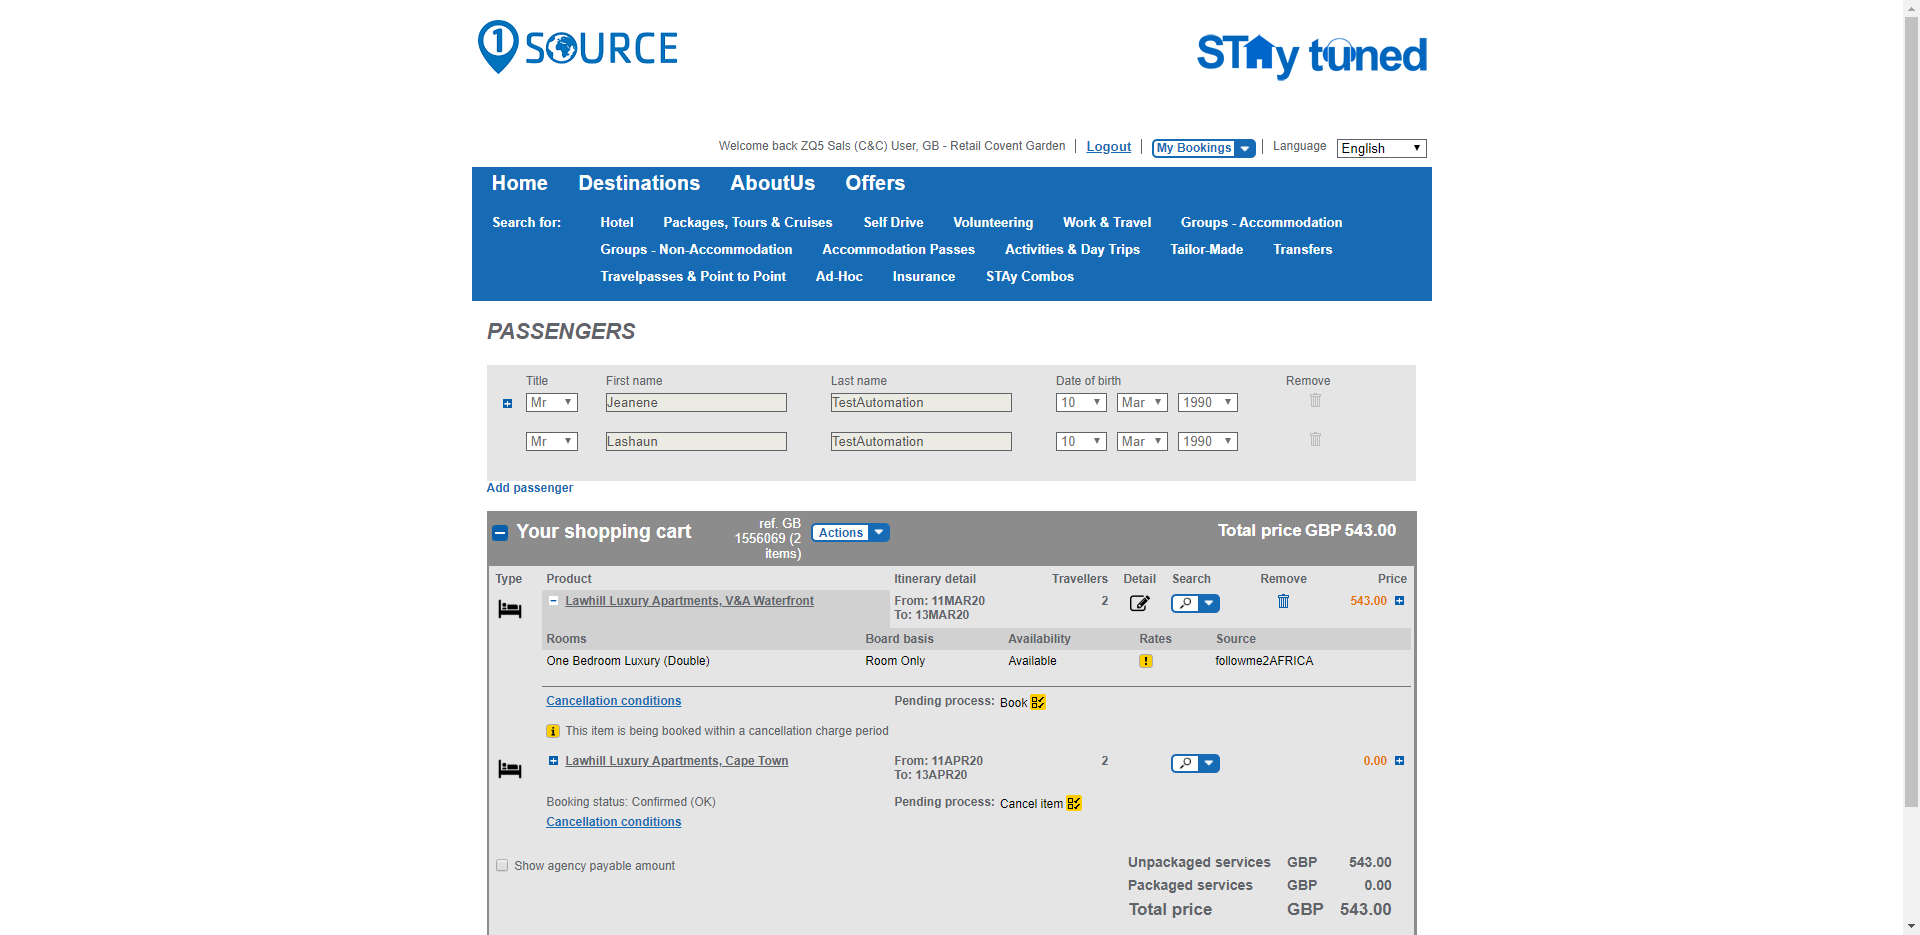 1 SOURCE
STAy tuned
Welcome back ZQ5 Sals (C&C) User, GB - Retail Covent Garden Logout My Bookings Language English
Home Destinations AboutUs Offers
Search for: Hotel Packages, Tours & Cruises Self Drive Volunteering Work & Travel Groups - Accommodation
Groups - Non-Accommodation Accommodation Passes Activities & Day Trips Tailor-Made Transfers
Travelpasses & Point to Point Ad-Hoc Insurance STAy Combos
PASSENGERS
Title First name Last name Date of birth Remove
Mr Jeanene TestAutomation 10 Mar 1990
Mr Lashaun TestAutomation 10 Mar 1990
Add passenger
Your shopping cart ref. GB 1556069 (2 items) Actions Total price GBP 543.00
Type Product Itinerary detail Travellers Detail Search Remove Price
Lawhill Luxury Apartments, V&A Waterfront From: 11MAR20 2 543.00
To: 13MAR20
Rooms Board basis Availability Rates Source
One Bedroom Luxury (Double) Room Only Available ! followme2AFRICA
Cancellation conditions Pending process: Book
i This item is being booked within a cancellation charge period
Lawhill Luxury Apartments, Cape Town From: 11APR20 2 0.00
To: 13APR20
Booking status: Confirmed (OK) Pending process: Cancel item
Cancellation conditions
Show agency payable amount
Unpackaged services GBP 543.00
Packaged services GBP 0.00
Total price GBP 543.00